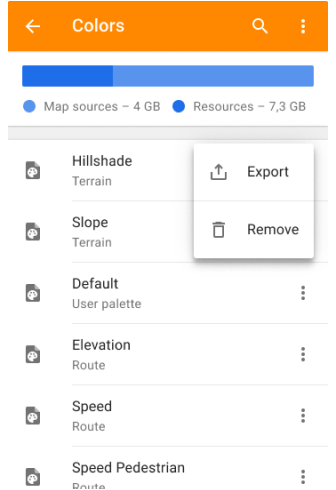 Colors
Map sources – 4 GB Resources – 7,3 GB
Hillshade
Terrain
Export
Slope
Terrain
Remove
Default
User palette
Elevation
Route
Speed
Route
Speed Pedestrian
Route